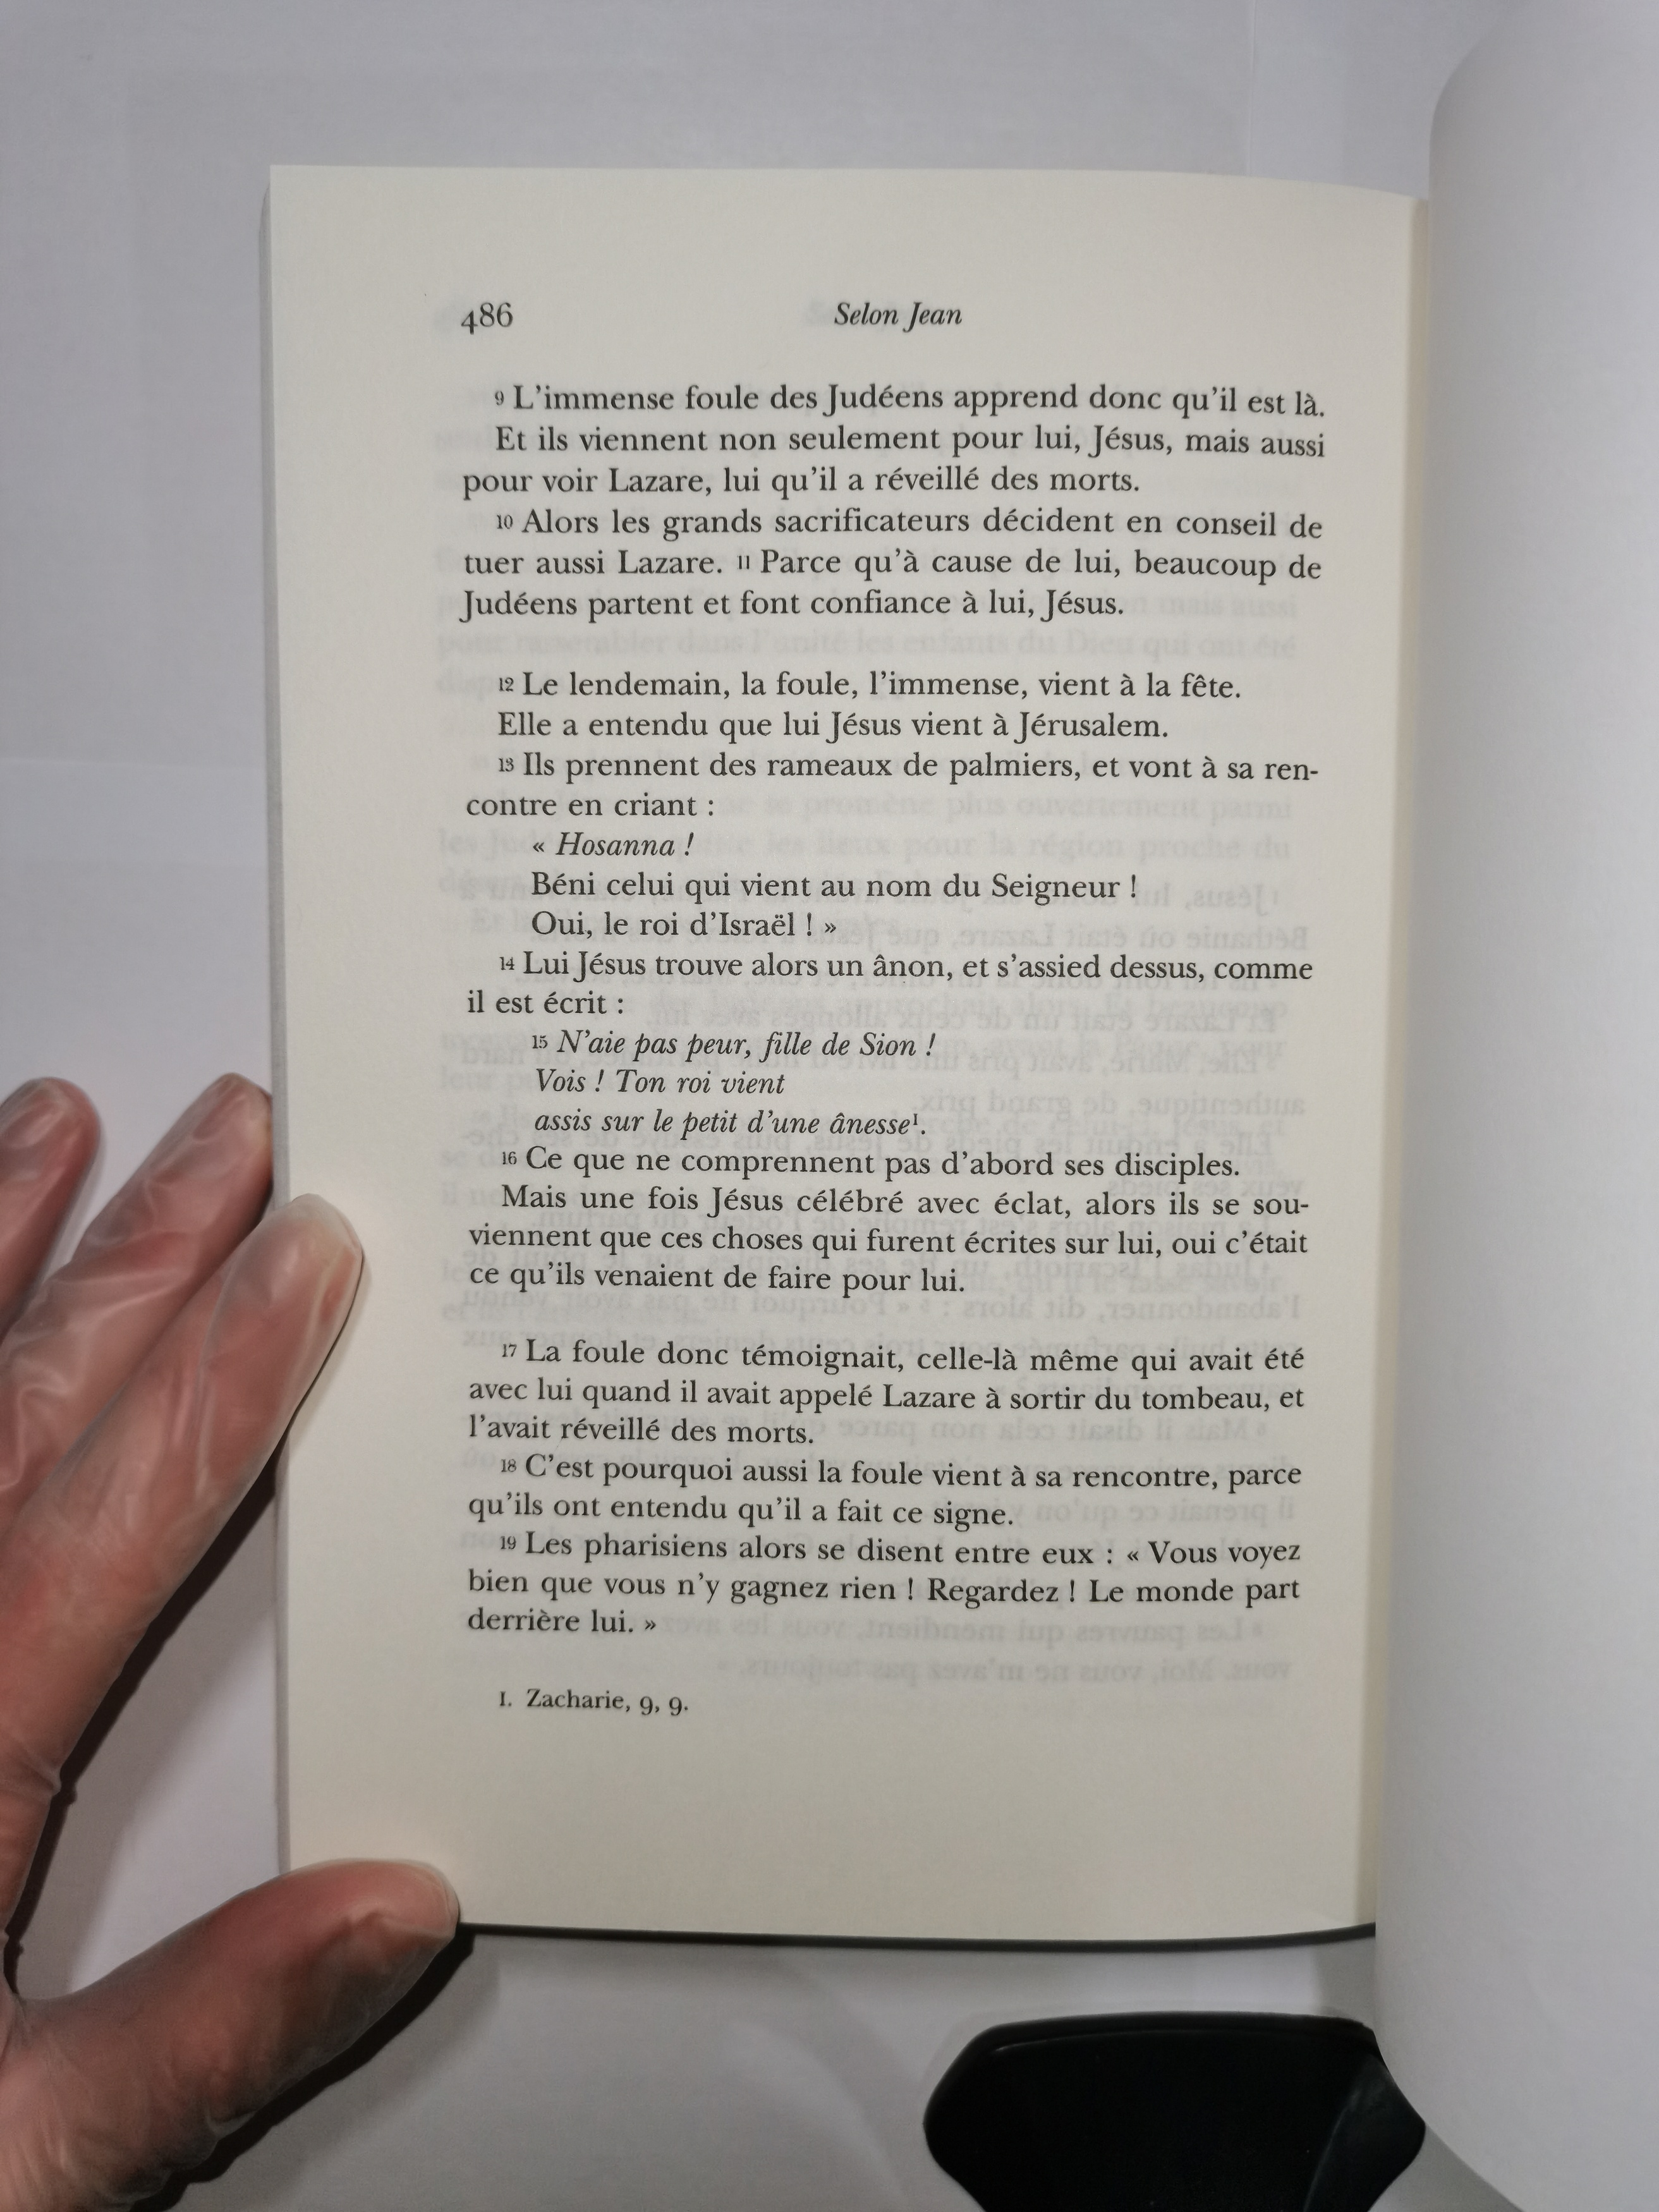 486
Selon Jean
9 L'immense foule des Judéens apprend donc qu'il est là.
Et ils viennent non seulement pour lui, Jésus, mais aussi
pour voir Lazare, lui qu'il a réveillé des morts.
10 Alors les grands sacrificateurs décident en conseil de
tuer aussi Lazare. 11 Parce qu'à cause de lui, beaucoup de
Judéens partent et font confiance à lui, Jésus.
12 Le lendemain, la foule, l'immense, vient à la fête.
Elle a entendu que lui Jésus vient à Jérusalem.
13 Ils prennent des rameaux de palmiers, et vont à sa ren-
contre en criant :
« Hosanna !
Béni celui qui vient au nom du Seigneur !
Oui, le roi d'Israël ! »
14 Lui Jésus trouve alors un ânon, et s'assied dessus, comme
il est écrit :
15 N'aie pas peur, fille de Sion !
Vois ! Ton roi vient
assis sur le petit d'une ânesse¹.
16 Ce que ne comprennent pas d'abord ses disciples.
Mais une fois Jésus célébré avec éclat, alors ils se sou-
viennent que ces choses qui furent écrites sur lui, oui c'était
ce qu'ils venaient de faire pour lui.
17 La foule donc témoignait, celle-là même qui avait été
avec lui quand il avait appelé Lazare à sortir du tombeau, et
l'avait réveillé des morts.
18 C'est pourquoi aussi la foule vient à sa rencontre, parce
qu'ils ont entendu qu'il a fait ce signe.
19 Les pharisiens alors se disent entre eux : « Vous voyez
bien que vous n'y gagnez rien ! Regardez ! Le monde part
derrière lui. »
1. Zacharie, 9, 9.